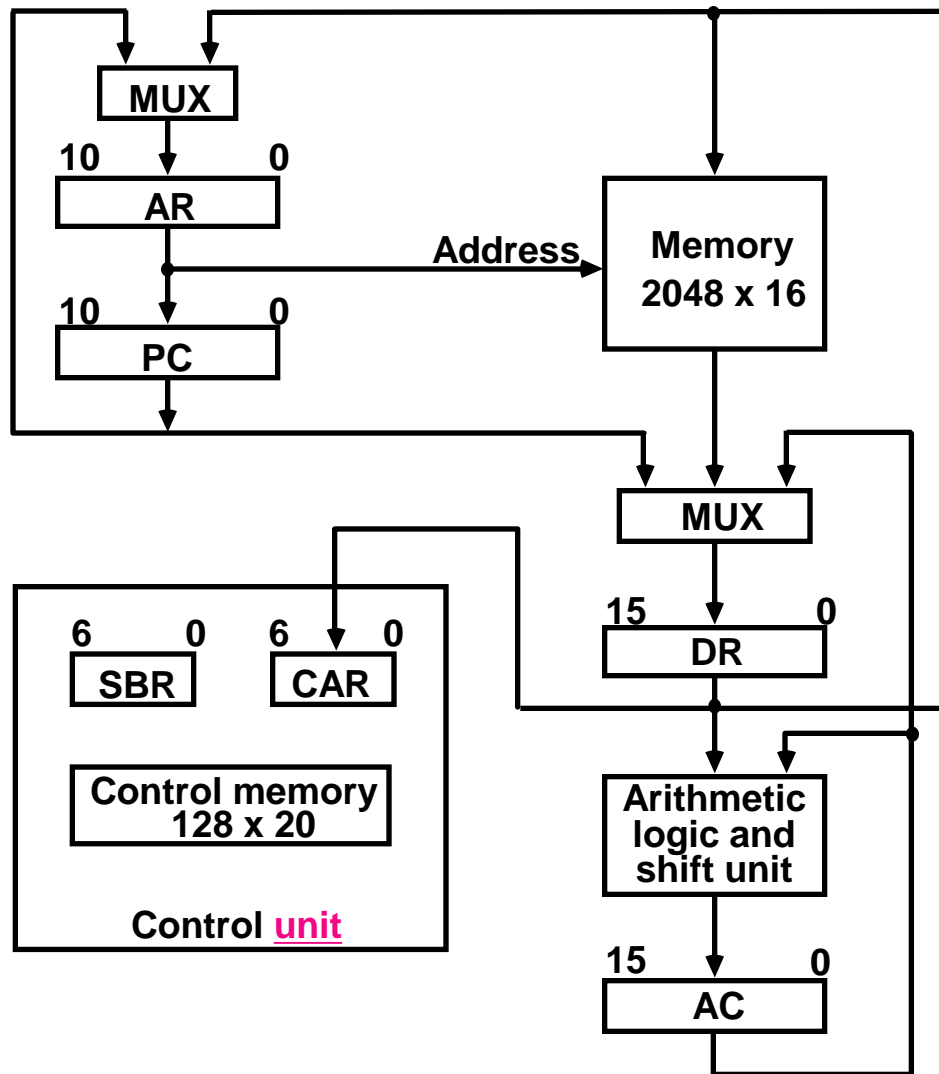 MUX
10 0
AR
Address
Memory
2048 x 16
10 0
PC
MUX
15 0
DR
6 0
SBR
6 0
CAR
Control memory
128 x 20
Control unit
Arithmetic
logic and
shift unit
15 0
AC